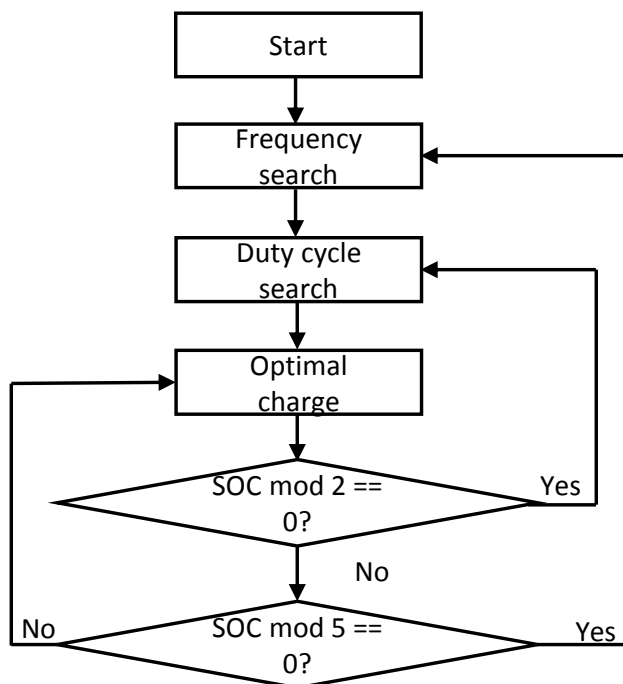 Start
Frequency
search
Duty cycle
search
Optimal
charge
SOC mod 2 ==
0?
Yes
No
SOC mod 5 ==
0?
No
Yes